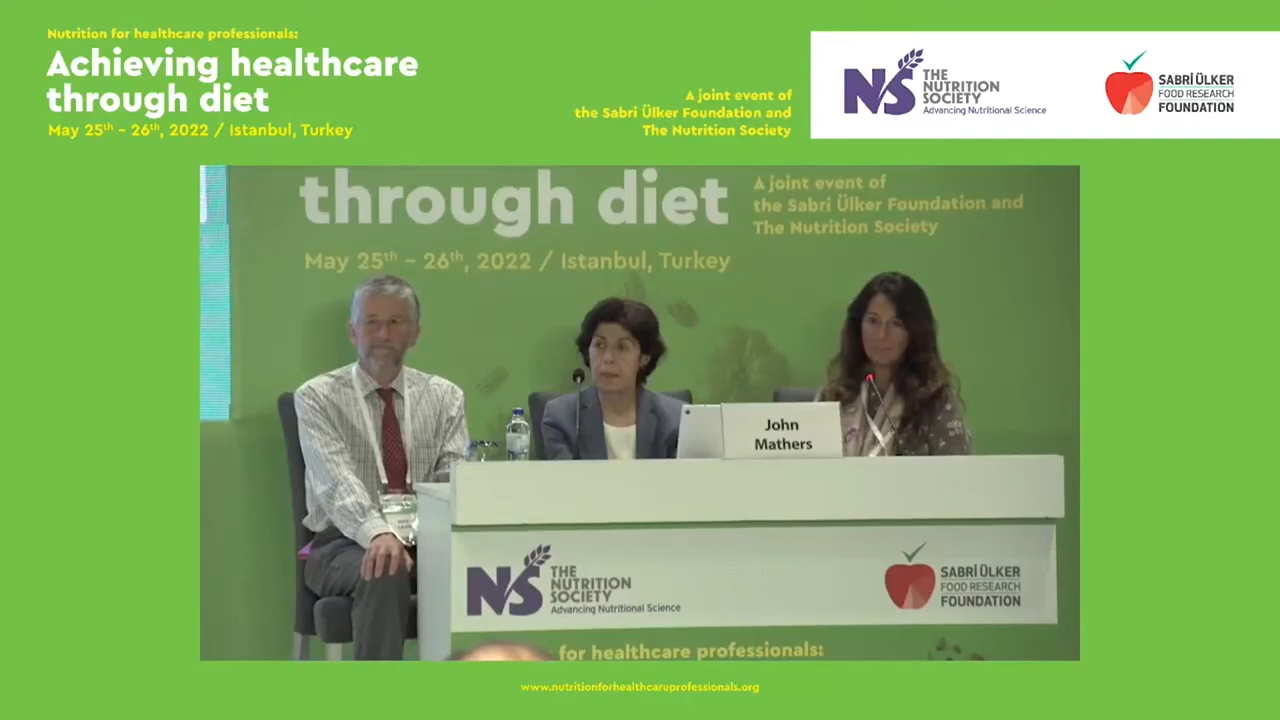 Nutrition for healthcare professionals:
Achieving healthcare
through diet
May 25th - 26th, 2022 / Istanbul, Turkey
A joint event of
the Sabri Ülker Foundation and
The Nutrition Society
NS THE
NUTRITION
SOCIETY
Advancing Nutritional Science
SABRİ ÜLKER
FOOD RESEARCH
FOUNDATION
through diet
A joint event of
the Sabri Ülker Foundation and
The Nutrition Society
May 25th - 26th, 2022 / Istanbul, Turkey
John
Mathers
NS THE
NUTRITION
SOCIETY
Advancing Nutritional Science
SABRİ ÜLKER
FOOD RESEARCH
FOUNDATION
for healthcare professionals:
www.nutritionforhealthcareprofessionals.org